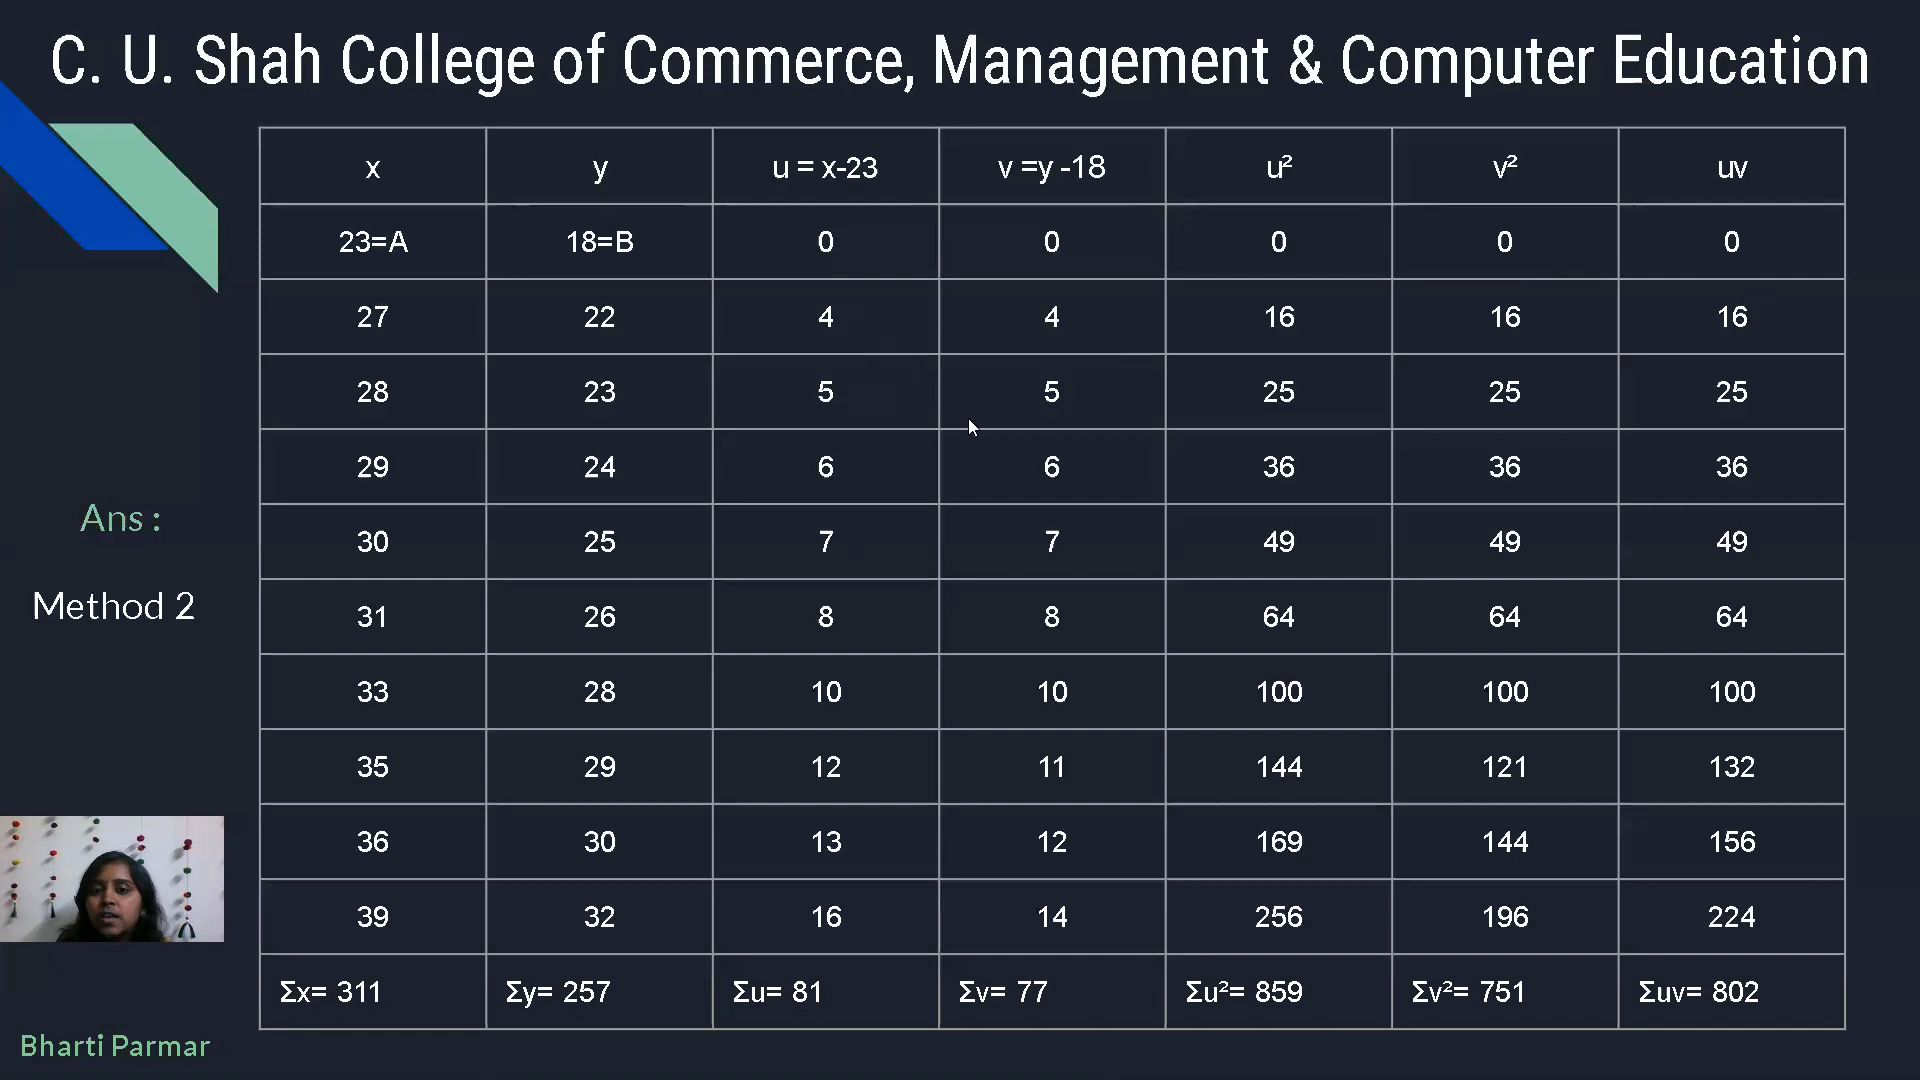 C. U. Shah College of Commerce, Management & Computer Education
x y u = x-23 v =y -18 u² v² uv
23=A 18=B 0 0 0 0 0
27 22 4 4 16 16 16
28 23 5 5 25 25 25
29 24 6 6 36 36 36
Ans :
30 25 7 7 49 49 49
Method 2
31 26 8 8 64 64 64
33 28 10 10 100 100 100
35 29 12 11 144 121 132
36 30 13 12 169 144 156
39 32 16 14 256 196 224
Σx= 311 Σy= 257 Σu= 81 Σv= 77 Σu²= 859 Σv²= 751 Σuv= 802
Bharti Parmar